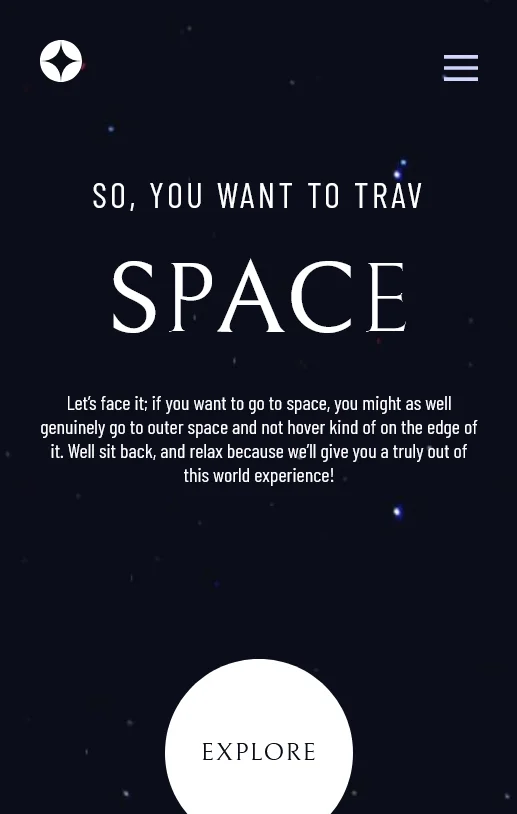 SO, YOU WANT TO TRAV
SPACE
Let's face it; if you want to go to space, you might as well
genuinely go to outer space and not hover kind of on the edge of
it. Well sit back, and relax because we'll give you a truly out of
this world experience!
EXPLORE